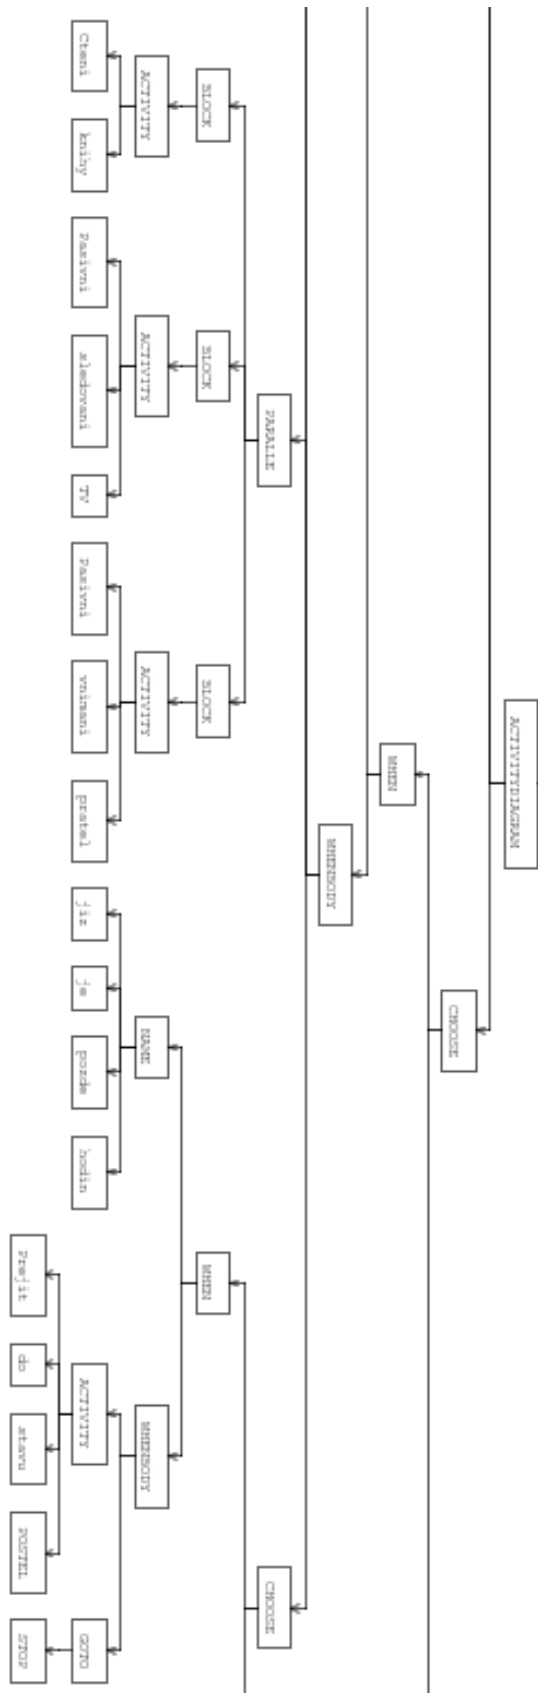 ACTIVITYDIAGRAM
CHOOSE
WHEN
WHENBODY
PARALLE CHOOSE
BLOCK BLOCK BLOCK WHEN
ACTIVITY ACTIVITY ACTIVITY NAME WHENBODY
Cteni knihy Pasivni sledovani TV Pasivni vnimani pratel jiz je pozde hodin ACTIVITY GOTO
Prejit do stavu POSTEL STOP